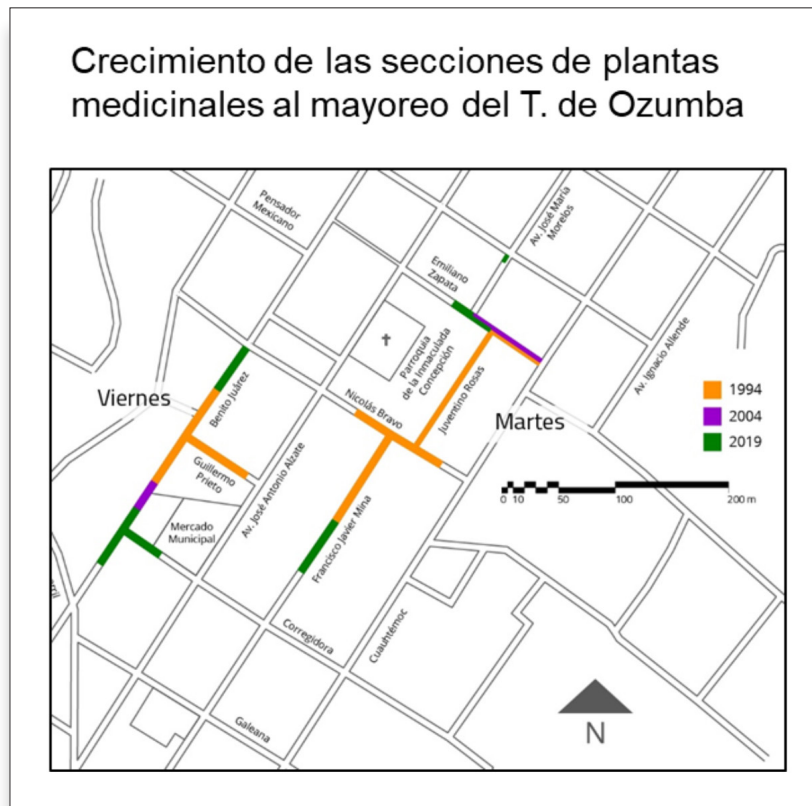 Crecimiento de las secciones de plantas
medicinales al mayoreo del T. de Ozumba
Pensador
Mexicano
Av. José María
Morelos
Emiliano
Zapata
Parroquia
de la Inmaculada
Concepción
Av. Ignacio Allende
Viernes
Benito Juárez
Nicolás Bravo
Juventino Rosas
Martes
1994
2004
2019
Guillermo
Prieto
Av. José Antonio Alzate
Mercado
Municipal
Francisco Javier Mina
0 10 50 100 200 m
Corregidora
Cuauhtémoc
Galeana
N